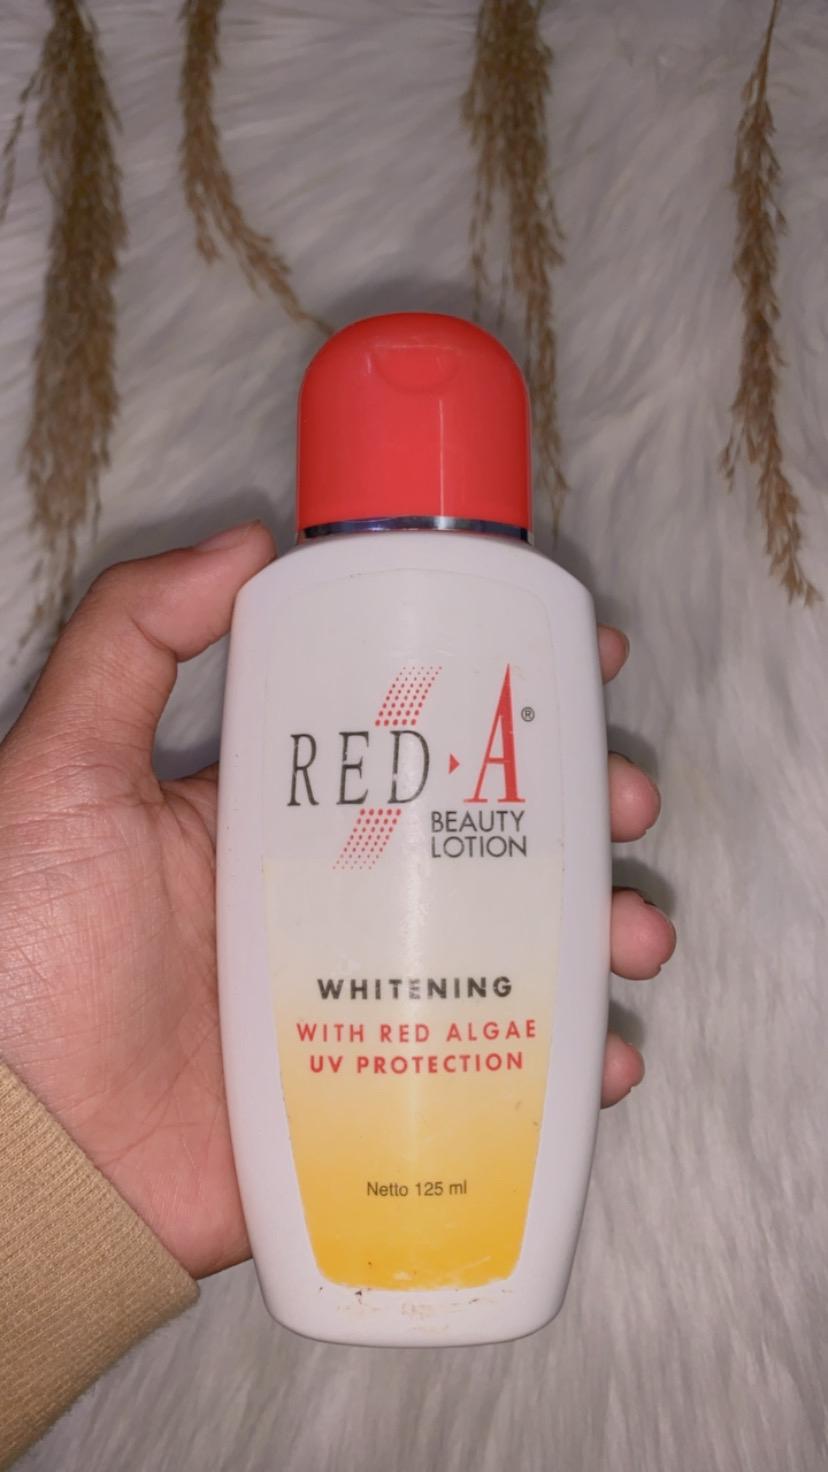 RED A®
BEAUTY
LOTION
WHITENING
WITH RED ALGAE
UV PROTECTION
Netto 125 ml